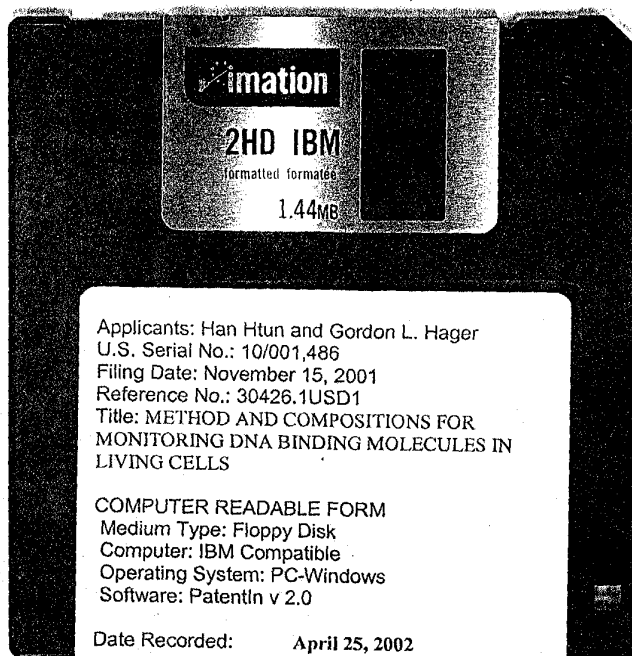 imation
2HD IBM
formatted formatée
1.44MB
Applicants: Han Htun and Gordon L. Hager
U.S. Serial No.: 10/001,486
Filing Date: November 15, 2001
Reference No.: 30426.1USD1
Title: METHOD AND COMPOSITIONS FOR
MONITORING DNA BINDING MOLECULES IN
LIVING CELLS
COMPUTER READABLE FORM
Medium Type: Floppy Disk
Computer: IBM Compatible
Operating System: PC-Windows
Software: PatentIn v 2.0
Date Recorded: April 25, 2002